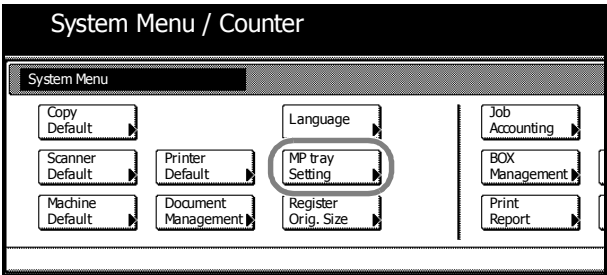 System Menu / Counter
System Menu
Copy
Default
Language
Job
Accounting
Scanner
Default
Printer
Default
MP tray
Setting
BOX
Management
Machine
Default
Document
Management
Register
Orig. Size
Print
Report